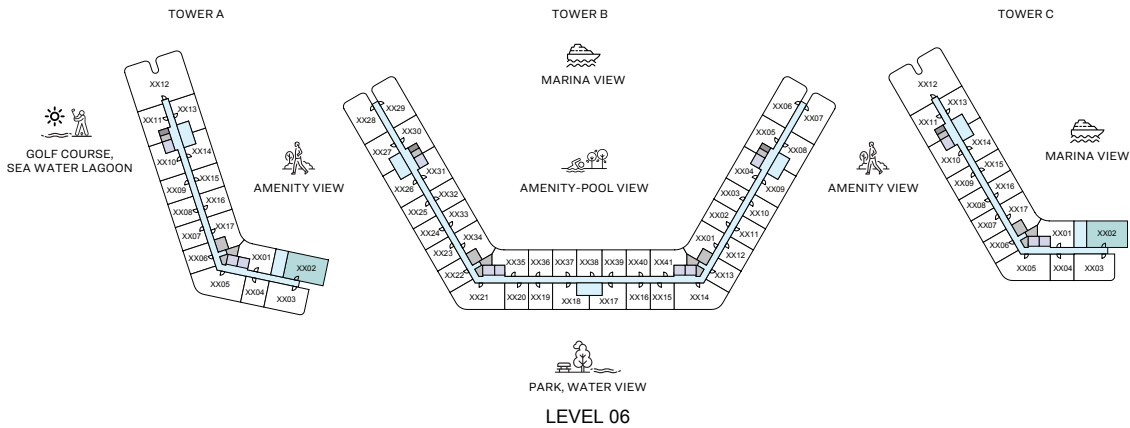 TOWER A
TOWER B
TOWER C
MARINA VIEW
GOLF COURSE,
SEA WATER LAGOON
AMENITY VIEW
AMENITY-POOL VIEW
AMENITY VIEW
MARINA VIEW
PARK, WATER VIEW
XX12
XX13
XX11
XX14
XX10
XX15
XX09
XX16
XX08
XX17
XX07
XX06
XX01
XX02
XX05
XX04
XX03
XX29
XX28
XX30
XX27
XX31
XX26
XX32
XX25
XX33
XX24
XX34
XX23
XX22
XX35
XX36
XX37
XX38
XX39
XX40
XX41
XX21
XX20
XX19
XX18
XX17
XX16
XX15
XX14
XX06
XX07
XX05
XX08
XX04
XX09
XX03
XX10
XX02
XX11
XX01
XX12
XX13
XX12
XX13
XX11
XX14
XX10
XX15
XX09
XX16
XX08
XX17
XX07
XX06
XX01
XX02
XX05
XX04
XX03
LEVEL 06